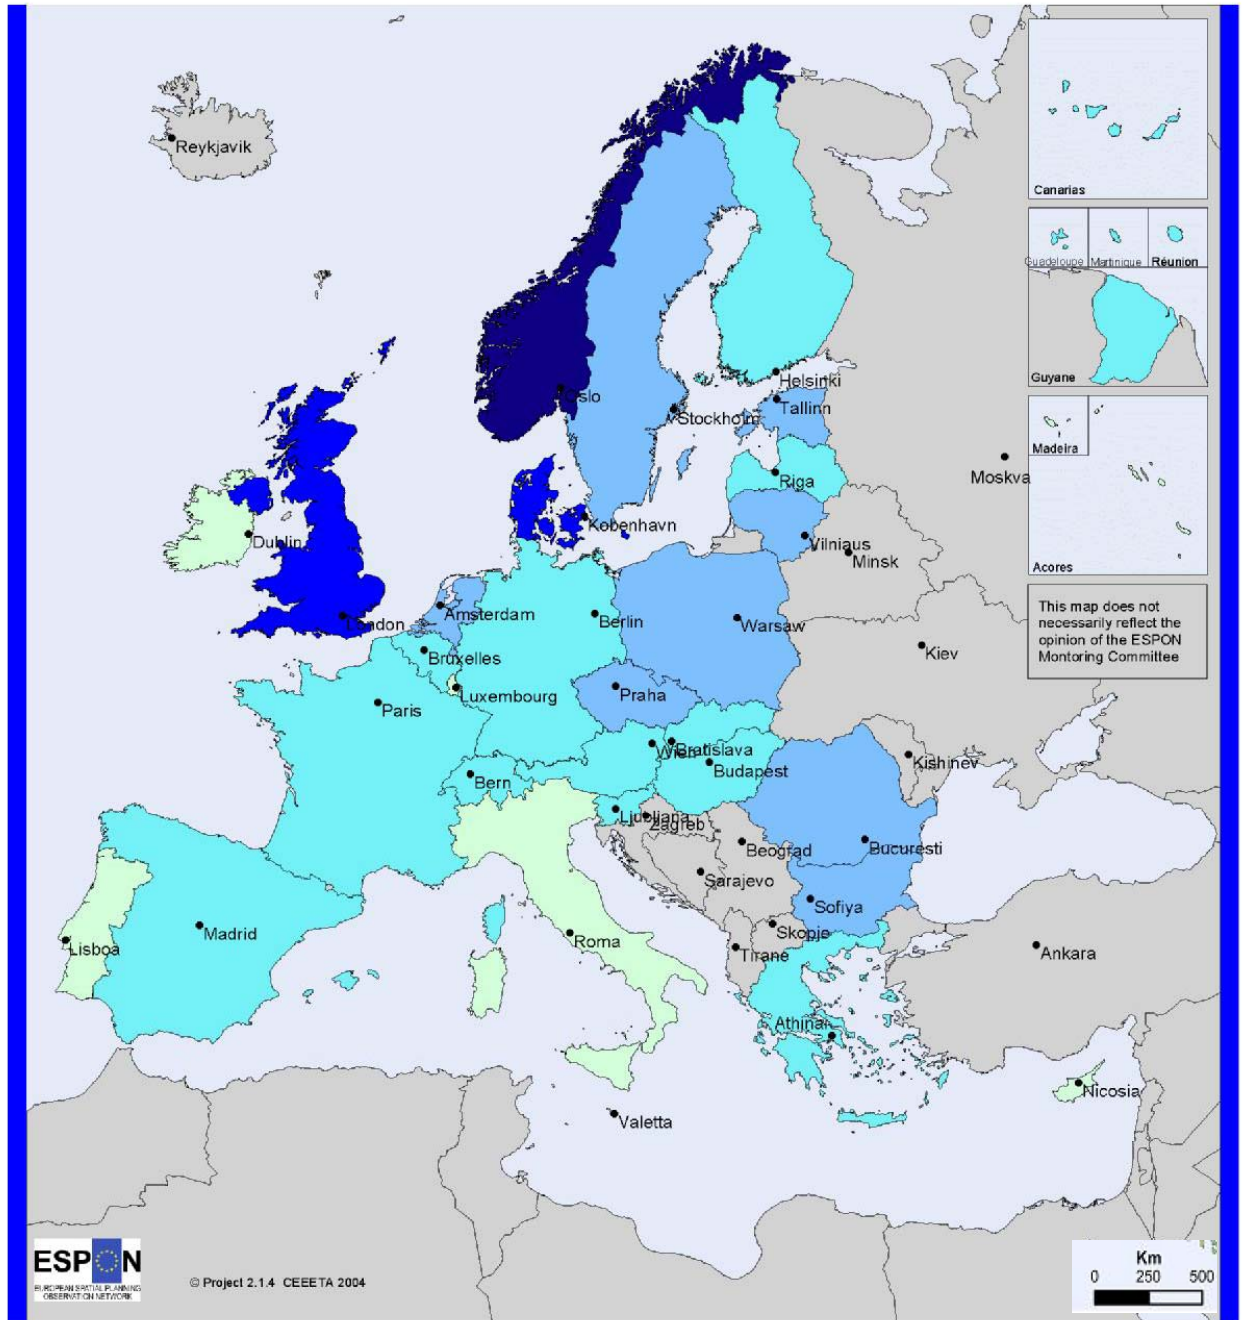 Reykjavik
Canarias
Guadeloupe
Martinique
Réunion
Guyane
Madeira
Acores
This map does not
necessarily reflect the
opinion of the ESPON
Montoring Committee
Oslo
Helsinki
Tallinn
Stockholm
Riga
Moskva
Dublin
Kobenhavn
Vilniaus
Minsk
London
Amsterdam
Berlin
Warsaw
Bruxelles
Kiev
Luxembourg
Praha
Paris
Wien
Bratislava
Budapest
Kishinev
Bern
Ljubljana
Zagreb
Beograd
Bucuresti
Sarajevo
Sofiya
Madrid
Lisboa
Roma
Skopje
Tirane
Ankara
Athinai
Nicosia
Valetta
ESPON
EUROPEAN SPATIAL PLANNING
OBSERVATION NETWORK
© Project 2.1.4 CEEETA 2004
Km
0 250 500